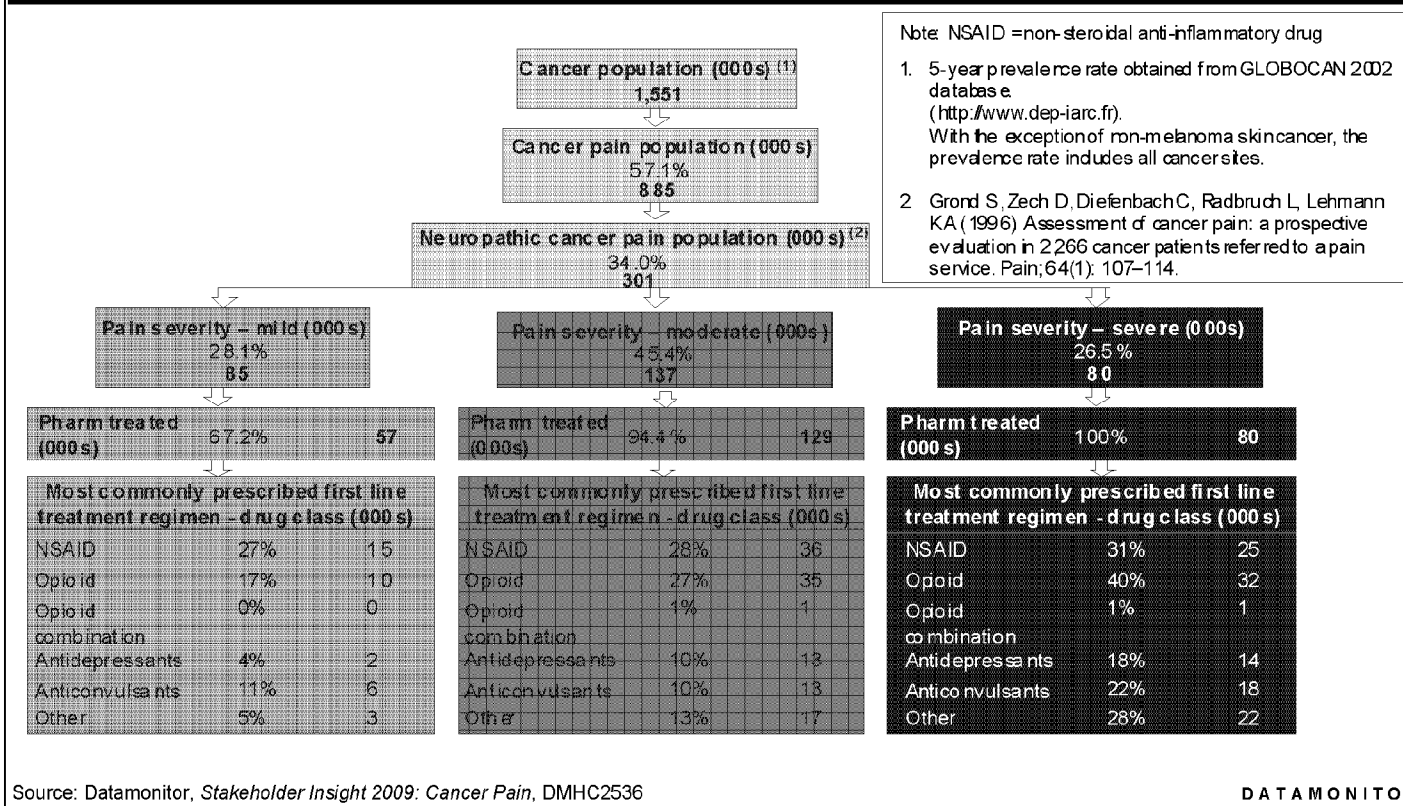 Note: NSAID =non-steroidal anti-inflammatory drug
1. 5-year prevalence rate obtained from GLOBOCAN 2002
database.
(http://www.dep-iarc.fr).
With the exception of non-melanoma skin cancer, the
prevalence rate includes all cancer sites.
2 Grond S, Zech D, Diefenbach C, Radbruch L, Lehmann
KA (1996) Assessment of cancer pain: a prospective
evaluation in 2,266 cancer patients referred to a pain
service. Pain; 64(1): 107–114.
Cancer population (000s) (1)
1,551
Cancer pain population (000s)
57.1%
885
Neuropathic cancer pain population (000s) (2)
34.0%
301
Pain severity – mild (000s)
28.1%
85
Pain severity – moderate (000s)
45.4%
137
Pain severity – severe (000s)
26.5%
80
Pharm treated
(000s) 67.2% 57
Pharm treated
(000s) 94.4% 129
Pharm treated
(000s) 100% 80
Most commonly prescribed first line
treatment regimen - drug class (000s)
NSAID 27% 15
Opioid 17% 10
Opioid 0% 0
combination
Antidepressants 4% 2
Anticonvulsants 11% 6
Other 5% 3
Most commonly prescribed first line
treatment regimen - drug class (000s)
NSAID 28% 36
Opioid 27% 35
Opioid 1% 1
combination
Antidepressants 10% 13
Anticonvulsants 10% 13
Other 13% 17
Most commonly prescribed first line
treatment regimen - drug class (000s)
NSAID 31% 25
Opioid 40% 32
Opioid 1% 1
combination
Antidepressants 18% 14
Anticonvulsants 22% 18
Other 28% 22
Source: Datamonitor, Stakeholder Insight 2009: Cancer Pain, DMHC2536
DATAMONITO